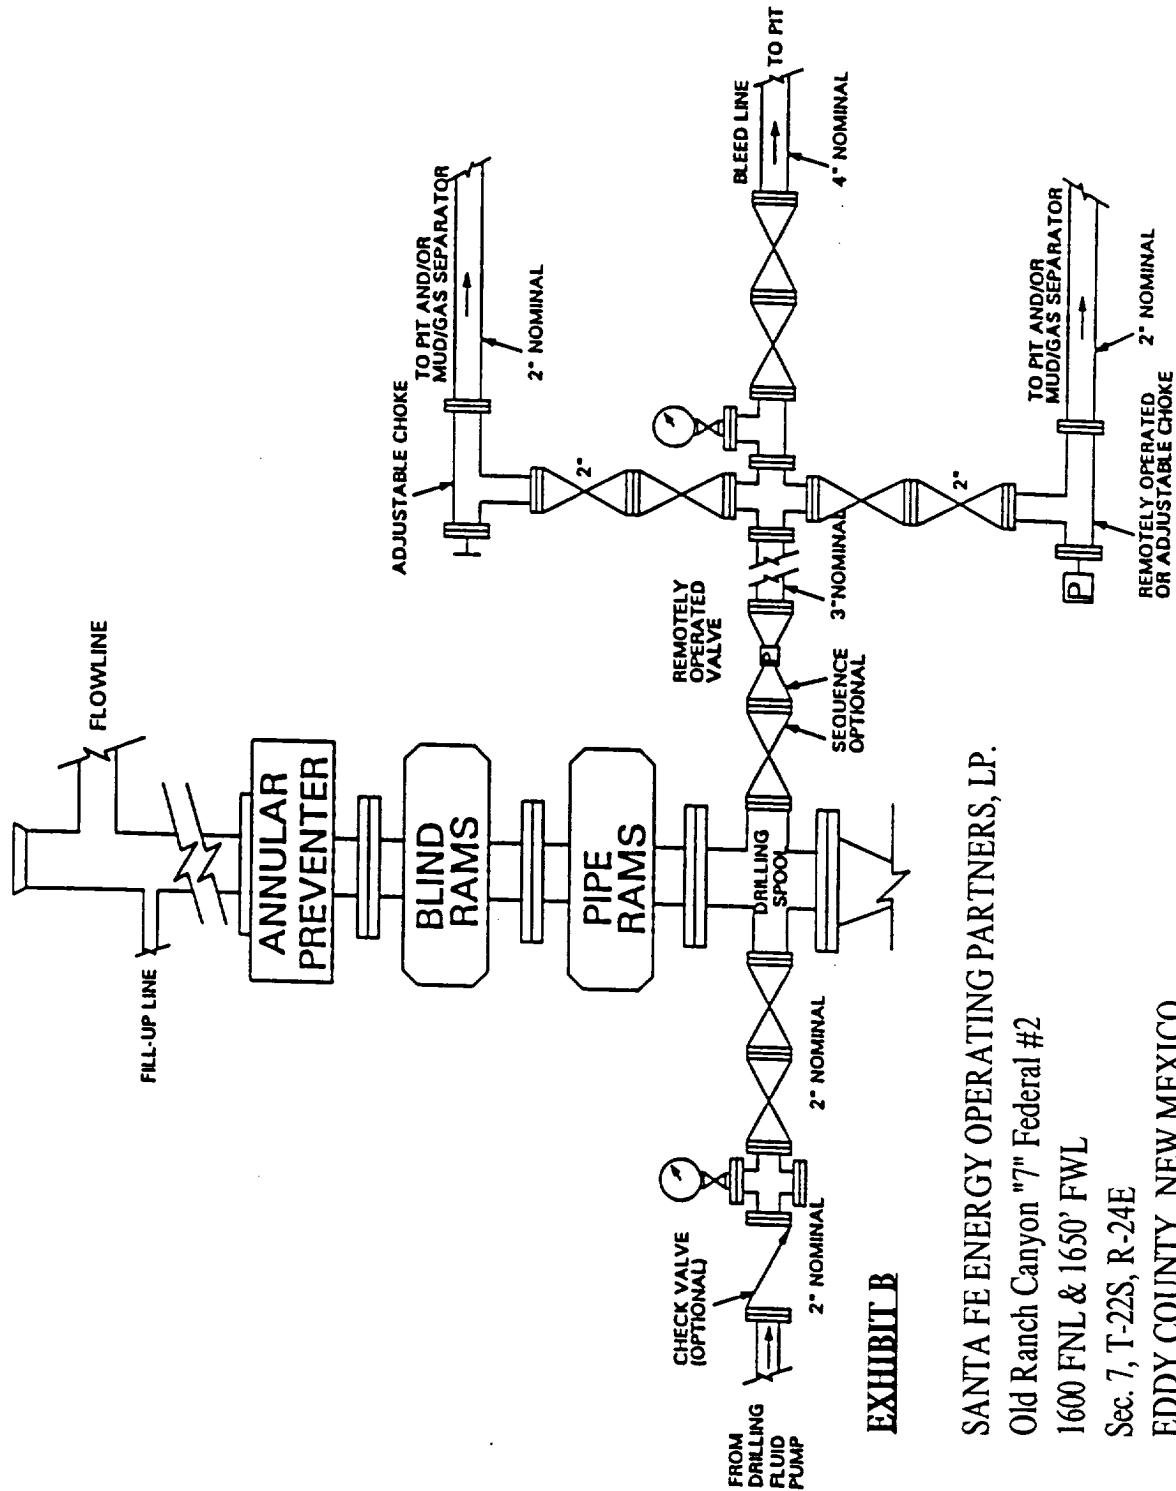 FLOWLINE
FILL-UP LINE
ANNULAR
PREVENTER
BLIND
RAMS
PIPE
RAMS
DRILLING
SPOOL
ADJUSTABLE CHOKE
TO PIT AND/OR
MUD/GAS SEPARATOR
2" NOMINAL
2"
BLEED LINE
TO PIT
4" NOMINAL
REMOTELY
OPERATED
VALVE
P
3"NOMINAL
SEQUENCE
OPTIONAL
2"
TO PIT AND/OR
MUD/GAS SEPARATOR
2" NOMINAL
P
REMOTELY OPERATED
OR ADJUSTABLE CHOKE
CHECK VALVE
(OPTIONAL)
2" NOMINAL
2" NOMINAL
FROM
DRILLING
FLUID
PUMP
EXHIBIT B
SANTA FE ENERGY OPERATING PARTNERS, LP.
Old Ranch Canyon "7" Federal #2
1600 FNL & 1650' FWL
Sec. 7, T-22S, R-24E
EDDY COUNTY, NEW MEXICO